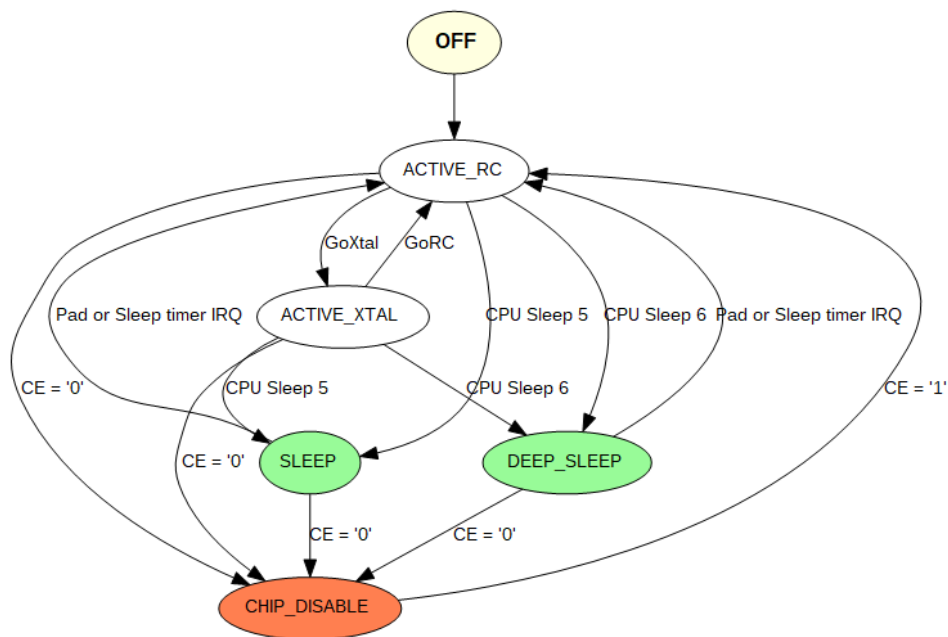 OFF
ACTIVE_RC
GoXtal
GoRC
Pad or Sleep timer IRQ
ACTIVE_XTAL
CPU Sleep 5
CPU Sleep 6
Pad or Sleep timer IRQ
CE = '0'
CPU Sleep 5
CPU Sleep 6
CE = '1'
CE = '0'
SLEEP
DEEP_SLEEP
CE = '0'
CE = '0'
CHIP_DISABLE